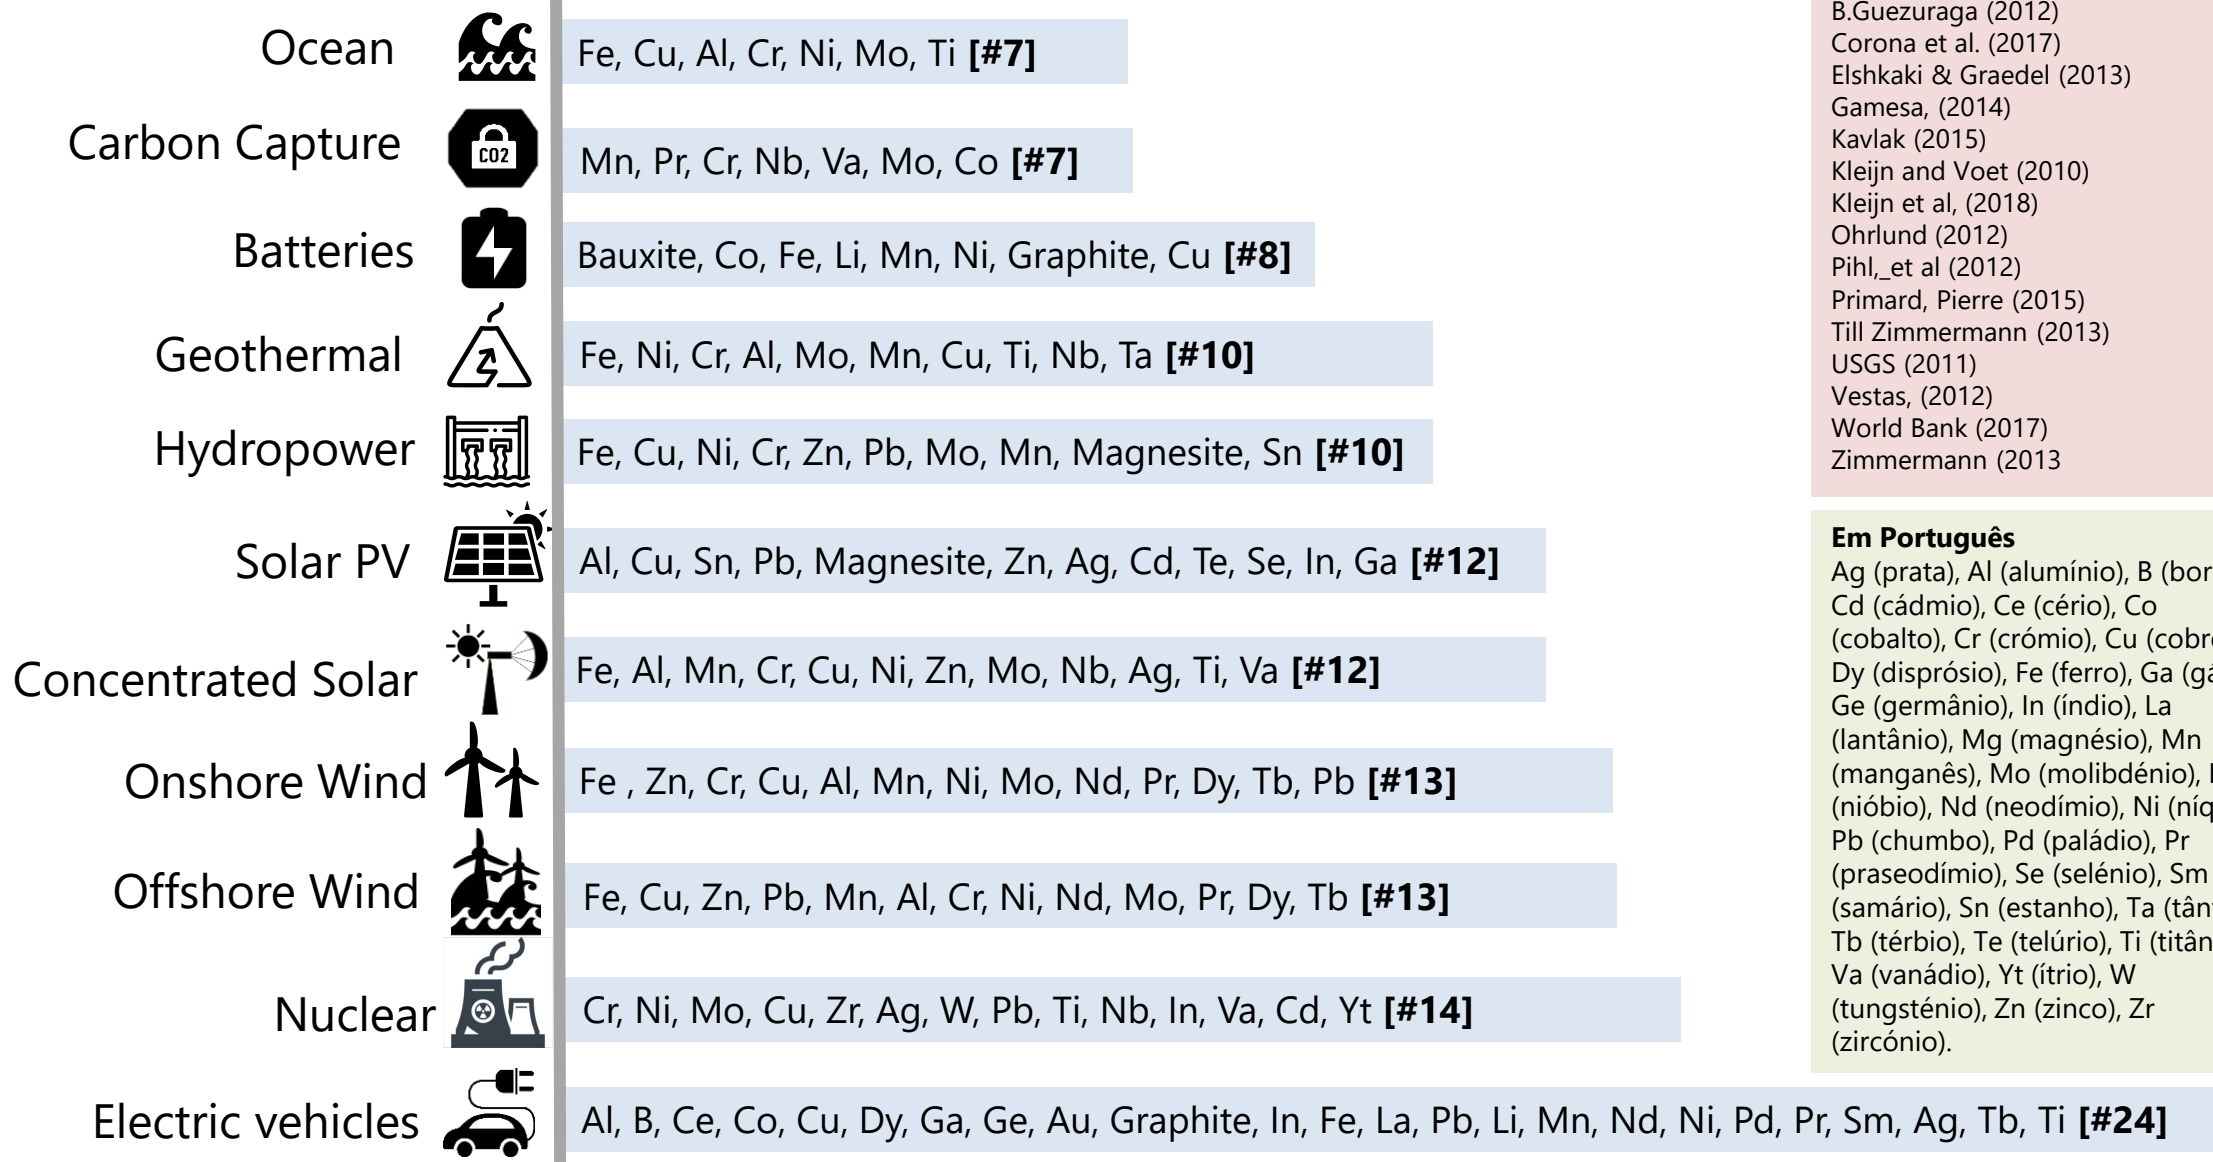 Ocean
Fe, Cu, Al, Cr, Ni, Mo, Ti [#7]
Carbon Capture
CO2
Mn, Pr, Cr, Nb, Va, Mo, Co [#7]
Batteries
Bauxite, Co, Fe, Li, Mn, Ni, Graphite, Cu [#8]
Geothermal
Fe, Ni, Cr, Al, Mo, Mn, Cu, Ti, Nb, Ta [#10]
Hydropower
Fe, Cu, Ni, Cr, Zn, Pb, Mo, Mn, Magnesite, Sn [#10]
Solar PV
Al, Cu, Sn, Pb, Magnesite, Zn, Ag, Cd, Te, Se, In, Ga [#12]
Concentrated Solar
Fe, Al, Mn, Cr, Cu, Ni, Zn, Mo, Nb, Ag, Ti, Va [#12]
Onshore Wind
Fe , Zn, Cr, Cu, Al, Mn, Ni, Mo, Nd, Pr, Dy, Tb, Pb [#13]
Offshore Wind
Fe, Cu, Zn, Pb, Mn, Al, Cr, Ni, Nd, Mo, Pr, Dy, Tb [#13]
Nuclear
Cr, Ni, Mo, Cu, Zr, Ag, W, Pb, Ti, Nb, In, Va, Cd, Yt [#14]
Electric vehicles
Al, B, Ce, Co, Cu, Dy, Ga, Ge, Au, Graphite, In, Fe, La, Pb, Li, Mn, Nd, Ni, Pd, Pr, Sm, Ag, Tb, Ti [#24]
B.Guezuraga (2012)
Corona et al. (2017)
Elshkaki & Graedel (2013)
Gamesa, (2014)
Kavlak (2015)
Kleijn and Voet (2010)
Kleijn et al, (2018)
Ohrlund (2012)
Pihl,_et al (2012)
Primard, Pierre (2015)
Till Zimmermann (2013)
USGS (2011)
Vestas, (2012)
World Bank (2017)
Zimmermann (2013
Em Português
Ag (prata), Al (alumínio), B (bor
Cd (cádmio), Ce (cério), Co
(cobalto), Cr (crómio), Cu (cobr
Dy (disprósio), Fe (ferro), Ga (gá
Ge (germânio), In (índio), La
(lantânio), Mg (magnésio), Mn
(manganês), Mo (molibdénio),
(nióbio), Nd (neodímio), Ni (níq
Pb (chumbo), Pd (paládio), Pr
(praseodímio), Se (selénio), Sm
(samário), Sn (estanho), Ta (tân
Tb (térbio), Te (telúrio), Ti (titân
Va (vanádio), Yt (ítrio), W
(tungsténio), Zn (zinco), Zr
(zircónio).